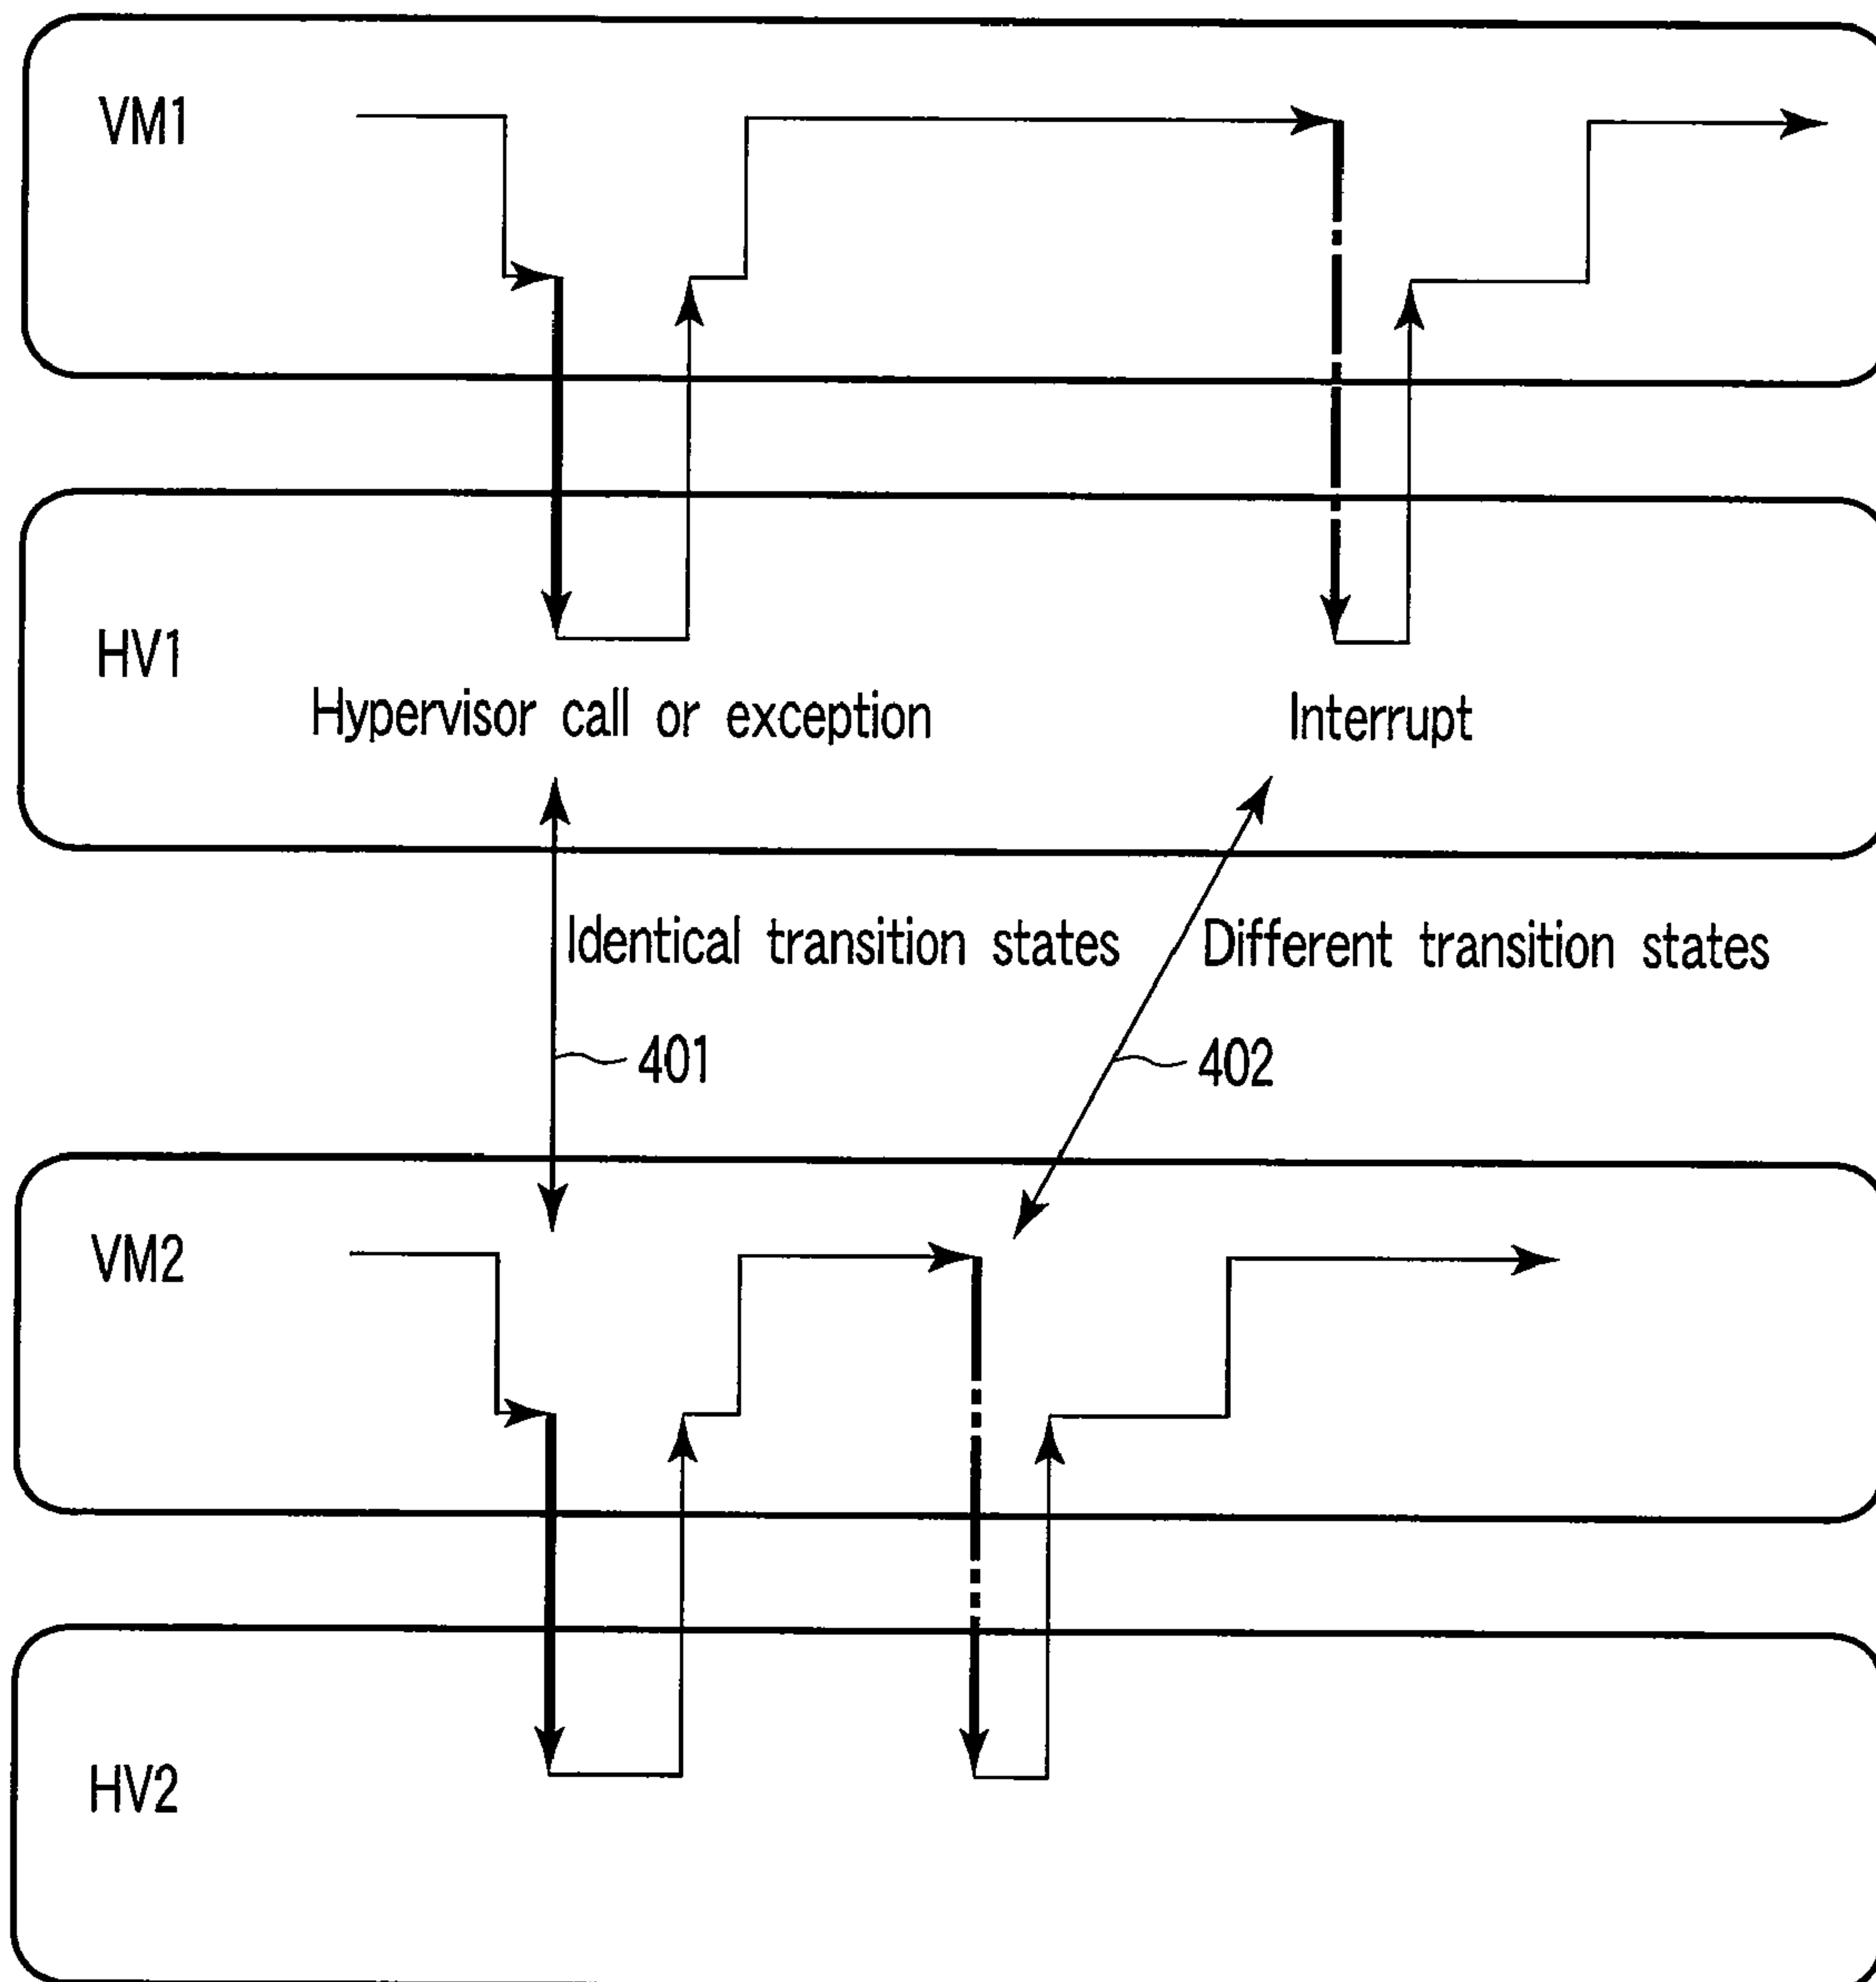 VM1
HV1
Hypervisor call or exception
Interrupt
Identical transition states
Different transition states
401
402
VM2
HV2